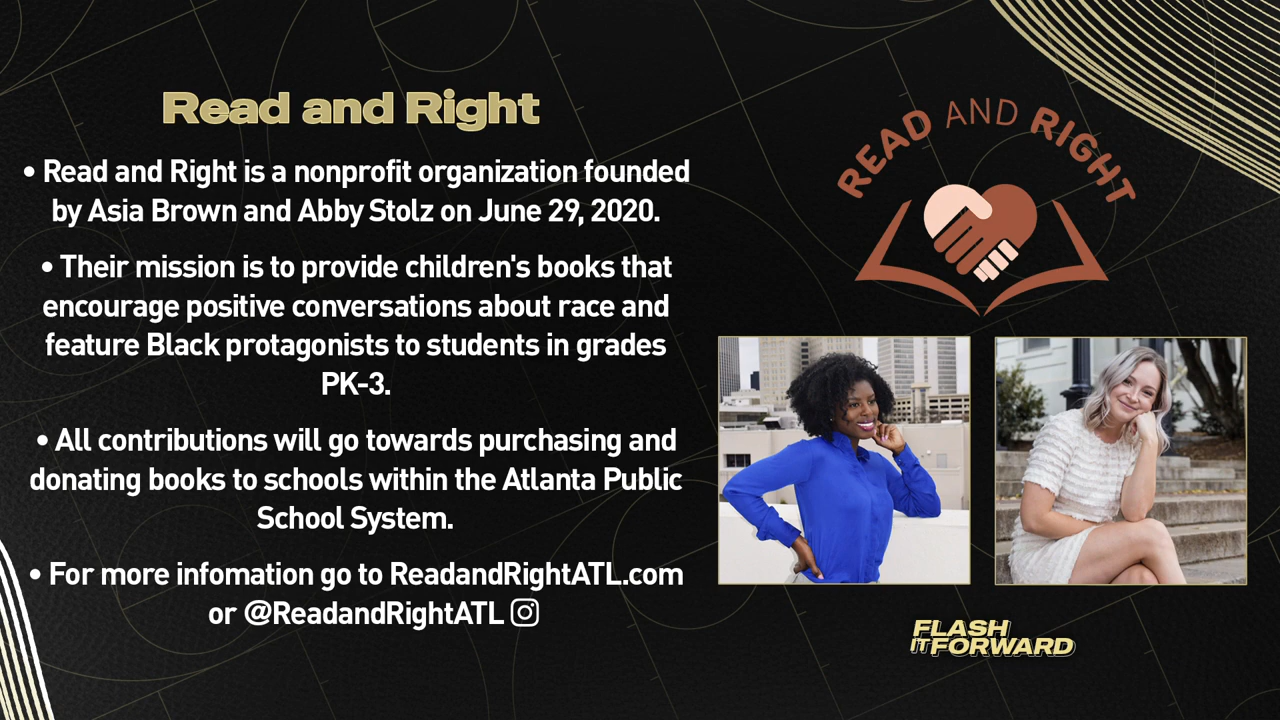 Read and Right
• Read and Right is a nonprofit organization founded
by Asia Brown and Abby Stolz on June 29, 2020.
• Their mission is to provide children's books that
encourage positive conversations about race and
feature Black protagonists to students in grades
PK-3.
• All contributions will go towards purchasing and
donating books to schools within the Atlanta Public
School System.
• For more infomation go to ReadandRightATL.com
or @ReadandRightATL
READ AND RIGHT
FLASH
ITFORWARD